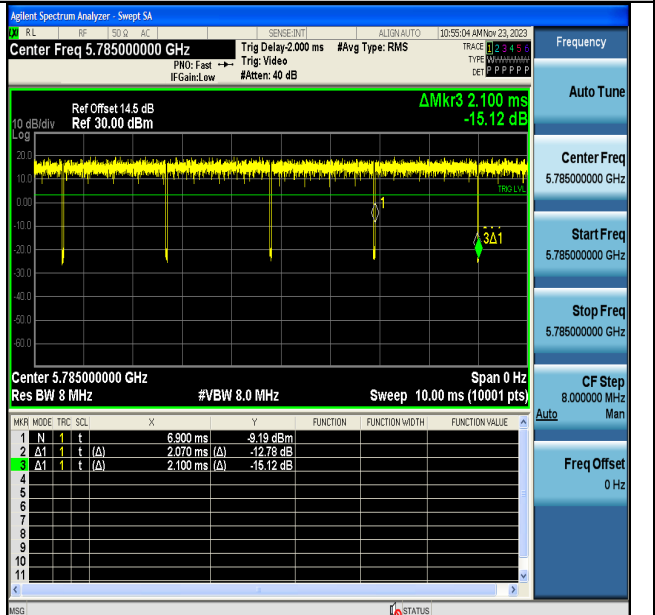 Agilent Spectrum Analyzer - Swept SA
LXI RL RF 50 Ω AC SENSE:INT ALIGN AUTO 10:55:04 AM Nov 23, 2023
Center Freq 5.785000000 GHz
Trig Delay-2.000 ms #Avg Type: RMS TRACE 1 2 3 4 5 6
PNO: Fast Trig: Video TYPE W
IFGain:Low #Atten: 40 dB DET P P P P P P
Frequency
Auto Tune
Center Freq
5.785000000 GHz
Start Freq
5.785000000 GHz
Stop Freq
5.785000000 GHz
CF Step
8.000000 MHz
Auto Man
Freq Offset
0 Hz
ΔMkr3 2.100 ms
-15.12 dB
Ref Offset 14.5 dB
10 dB/div Ref 30.00 dBm
Log
20.0
10.0
0.00
-10.0
-20.0
-30.0
-40.0
-60.0
TRIG LVL
1
3Δ1
Center 5.785000000 GHz Span 0 Hz
Res BW 8 MHz #VBW 8.0 MHz Sweep 10.00 ms (10001 pts)
MKR MODE TRC SCL X Y FUNCTION FUNCTION WIDTH FUNCTION VALUE
1 N 1 t 6.900 ms -9.19 dBm
2 Δ1 1 t (Δ) 2.070 ms (Δ) -12.78 dB
3 Δ1 1 t (Δ) 2.100 ms (Δ) -15.12 dB
4
5
6
7
8
9
10
11
MSG STATUS